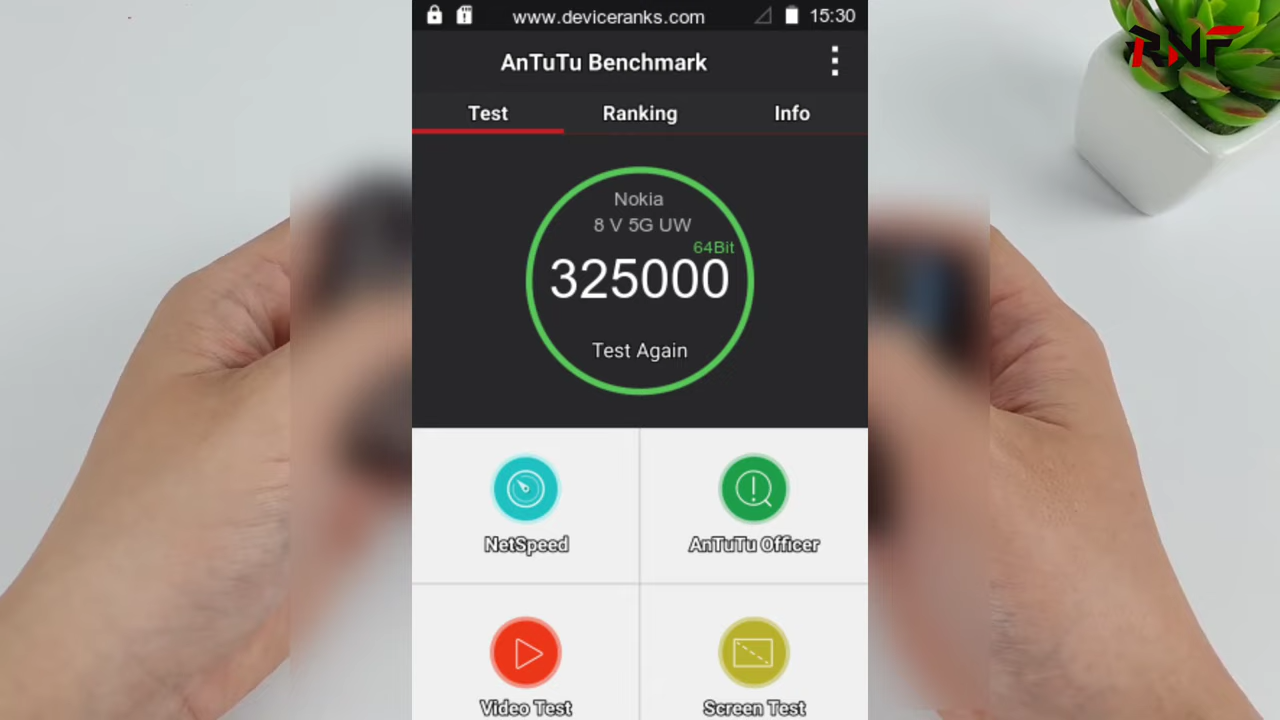 www.deviceranks.com
15:30
RNF
AnTuTu Benchmark
Test
Ranking
Info
Nokia
8 V 5G UW
64Bit
325000
Test Again
NetSpeed
AnTuTu Officer
Video Test
Screen Test